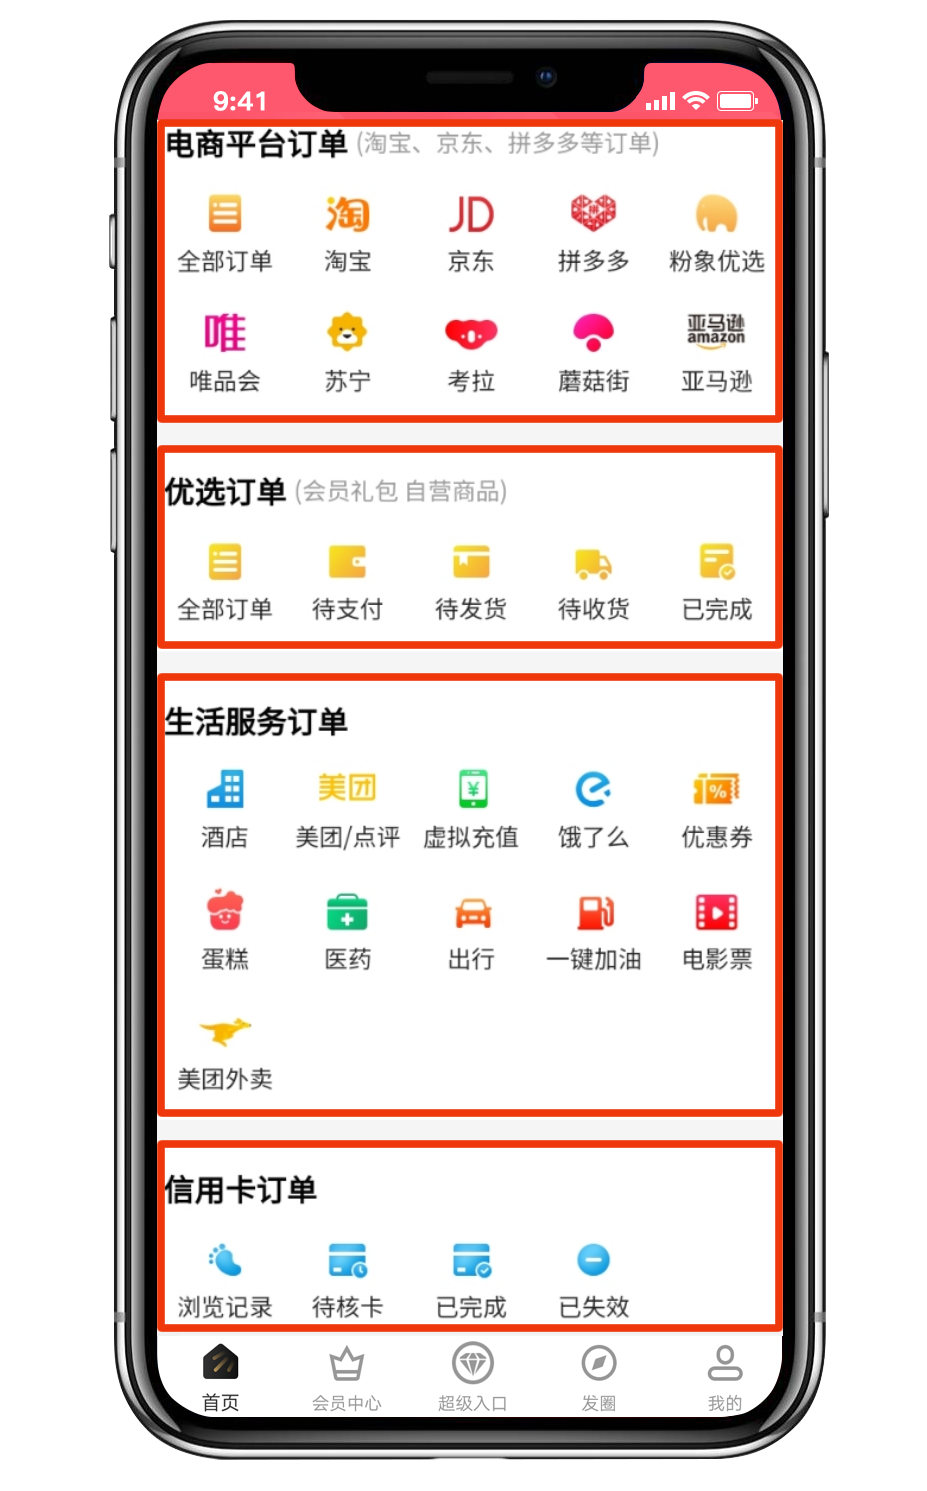 9:41
电商平台订单 (淘宝、京东、拼多多等订单)
淘 JD 拼
全部订单 淘宝 京东 拼多多 粉象优选
唯 亚马逊 amazon
唯品会 苏宁 考拉 蘑菇街 亚马逊
优选订单 (会员礼包 自营商品)
全部订单 待支付 待发货 待收货 已完成
生活服务订单
美团 ¥ e %
酒店 美团/点评 虚拟充值 饿了么 优惠券
蛋糕 医药 出行 一键加油 电影票
美团外卖
信用卡订单
浏览记录 待核卡 已完成 已失效
首页 会员中心 超级入口 发圈 我的